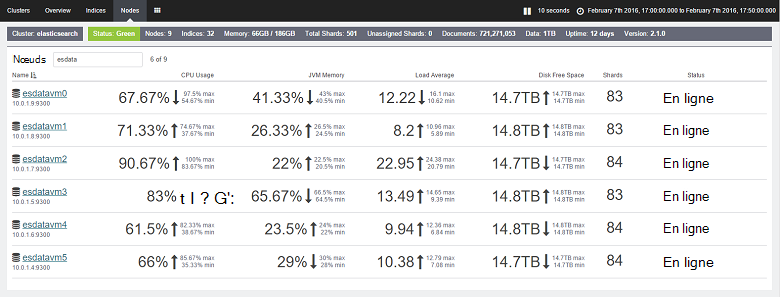 Clusters Overview Indices Nodes 10 seconds February 7th 2016, 17:00:00.000 to February 7th 2016, 17:50:00.000
Cluster: elasticsearch Status: Green Nodes: 9 Indices: 32 Memory: 66GB / 186GB Total Shards: 501 Unassigned Shards: 0 Documents: 721,271,053 Data: 1TB Uptime: 12 days Version: 2.1.0
Nœuds esdata 6 of 9
Name CPU Usage JVM Memory Load Average Disk Free Space Shards Status
esdatavm0 67.67% 97.5% max 41.33% 43% max 12.22 16.1 max 14.7TB 14.7TB max 83 En ligne
10.0.1.9:9300 54.67% min 40.5% min 10.62 min 14.7TB min
esdatavm1 71.33% 74.67% max 26.33% 26.5% max 8.2 10.96 max 14.8TB 14.8TB max 83 En ligne
10.0.1.8:9300 37.67% min 24.5% min 5.89 min 14.8TB min
esdatavm2 90.67% 100% max 22% 22.5% max 22.95 24.38 max 14.7TB 14.7TB max 84 En ligne
10.0.1.7:9300 83.67% min 20.5% min 20.79 min 14.7TB min
esdatavm3 83% t I ? G': 65.67% 66.5% max 13.49 14.65 max 14.8TB 14.8TB max 83 En ligne
10.0.1.5:9300 64.5% min 9.39 min 14.8TB min
esdatavm4 61.5% 82.33% max 23.5% 24% max 9.94 12.36 max 14.8TB 14.8TB max 84 En ligne
10.0.1.6:9300 38.67% min 22% min 6.84 min 14.8TB min
esdatavm5 66% 85.67% max 29% 30% max 10.38 12.79 max 14.7TB 14.7TB max 84 En ligne
10.0.1.4:9300 35.33% min 28% min 7.08 min 14.7TB min